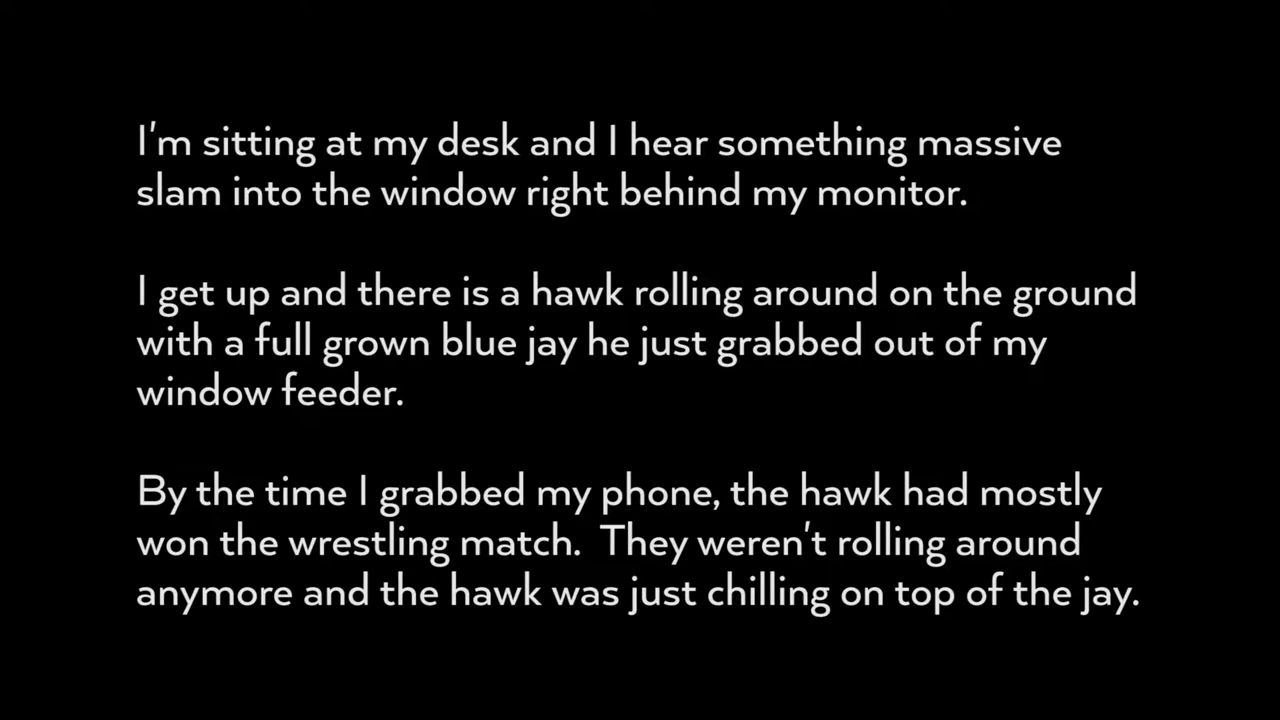 I'm sitting at my desk and I hear something massive
slam into the window right behind my monitor.
I get up and there is a hawk rolling around on the ground
with a full grown blue jay he just grabbed out of my
window feeder.
By the time I grabbed my phone, the hawk had mostly
won the wrestling match.  They weren't rolling around
anymore and the hawk was just chilling on top of the jay.